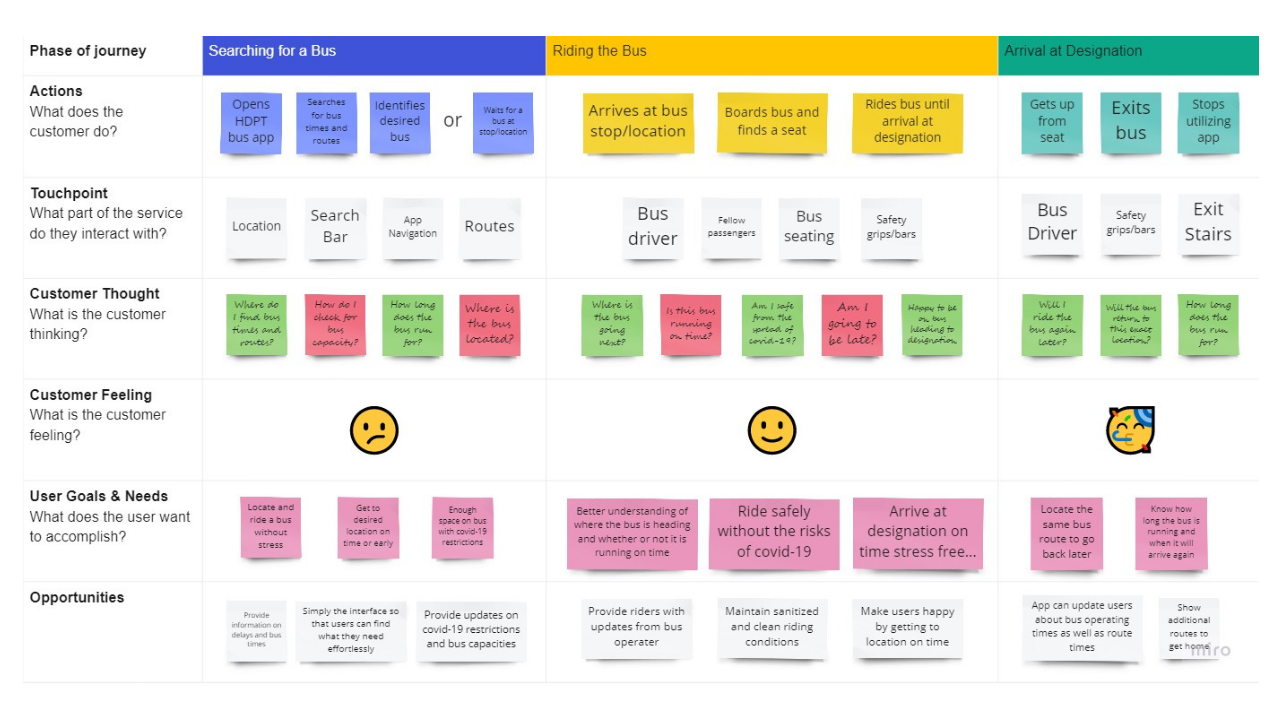 Phase of journey
Searching for a Bus
Riding the Bus
Arrival at Designation
Actions
What does the
customer do?
Opens
HDPT
bus app
Searches
for bus
times and
routes
Identifies
desired
bus
or
Waits for a
bus at
stop/location
Arrives at bus
stop/location
Boards bus and
finds a seat
Rides bus until
arrival at
designation
Gets up
from
seat
Exits
bus
Stops
utilizing
app
Touchpoint
What part of the service
do they interact with?
Location
Search
Bar
App
Navigation
Routes
Bus
driver
Fellow
passengers
Bus
seating
Safety
grips/bars
Bus
Driver
Safety
grips/bars
Exit
Stairs
Customer Thought
What is the customer
thinking?
Where do
I find bus
times and
routes?
How do I
check for
bus
capacity?
How long
does the
bus run
for?
Where is
the bus
located?
Where is
the bus
going
next?
Is this bus
running
on time?
Am I safe
from the
spread of
covid-19?
Am I
going to
be late?
Happy to be
on bus
heading to
designation
Will I
ride the
bus again
later?
Will the bus
return to
this exact
location?
How long
does the
bus run
for?
Customer Feeling
What is the customer
feeling?
User Goals & Needs
What does the user want
to accomplish?
Locate and
ride a bus
without
stress
Get to
desired
location on
time or early
Enough
space on bus
with covid-19
restrictions
Better understanding of
where the bus is heading
and whether or not it is
running on time
Ride safely
without the risks
of covid-19
Arrive at
designation on
time stress free...
Locate the
same bus
route to go
back later
Know how
long the bus is
running and
when it will
arrive again
Opportunities
Provide
information on
delays and bus
times
Simply the interface so
that users can find
what they need
effortlessly
Provide updates on
covid-19 restrictions
and bus capacities
Provide riders with
updates from bus
operater
Maintain sanitized
and clean riding
conditions
Make users happy
by getting to
location on time
App can update users
about bus operating
times as well as route
times
Show
additional
routes to
get home
miro